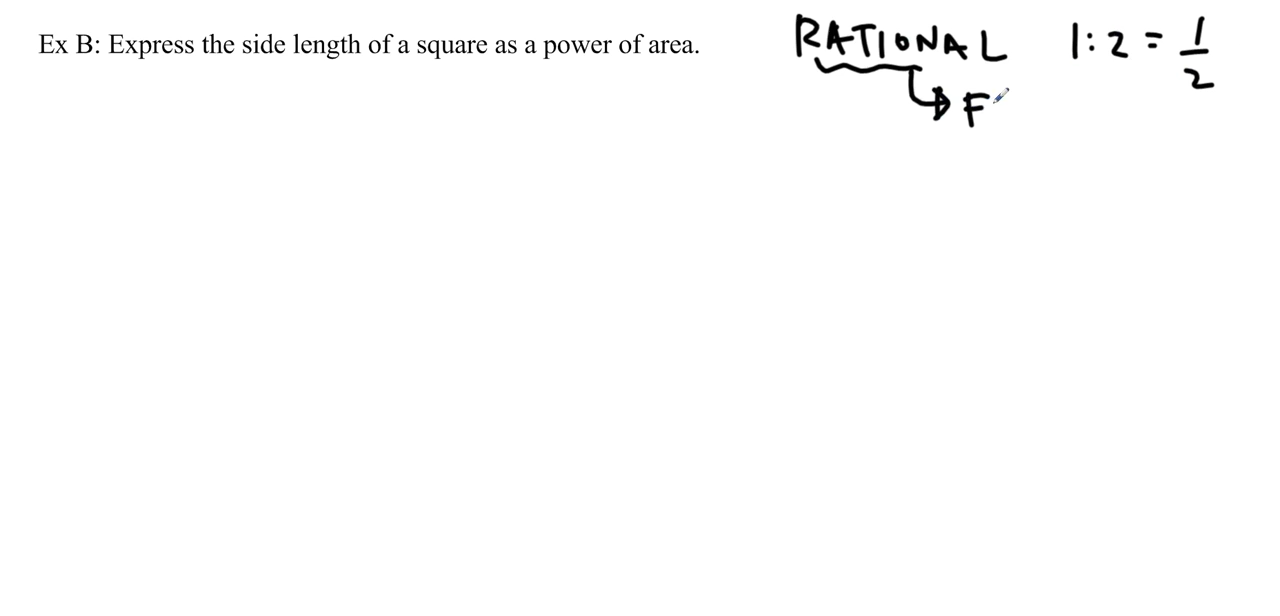 Ex B: Express the side length of a square as a power of area.
RATIONAL 1:2 = 1/2
F